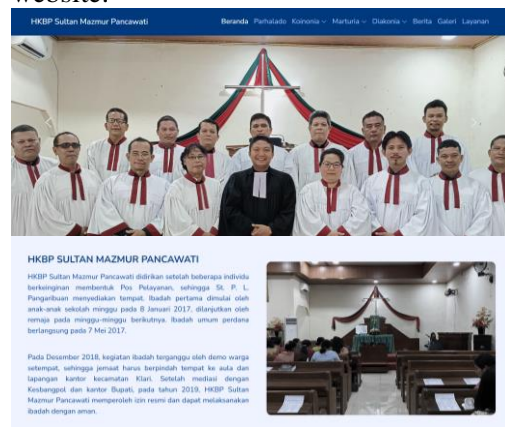 website.
HKBP Sultan Mazmur Pancawati
Beranda Parhalado Koinonia Marturia Diakonia Berita Galeri Layanan
HKBP SULTAN MAZMUR PANCAWATI
HKBP Sultan Mazmur Pancawati didirikan setelah beberapa individu
berkeinginan membentuk Pos Pelayanan, sehingga St. P. L.
Pangaribuan menyediakan tempat. Ibadah pertama dimulai oleh
anak-anak sekolah minggu pada 8 Januari 2017, dilanjutkan oleh
remaja pada minggu-minggu berikutnya. Ibadah umum perdana
berlangsung pada 7 Mei 2017.
Pada Desember 2018, kegiatan ibadah terganggu oleh demo warga
setempat, sehingga jemaat harus berpindah tempat ke aula dan
lapangan kantor kecamatan Klari. Setelah mediasi dengan
Kesbangpol dan kantor Bupati, pada tahun 2019, HKBP Sultan
Mazmur Pancawati memperoleh izin resmi dan dapat melaksanakan
ibadah dengan aman.